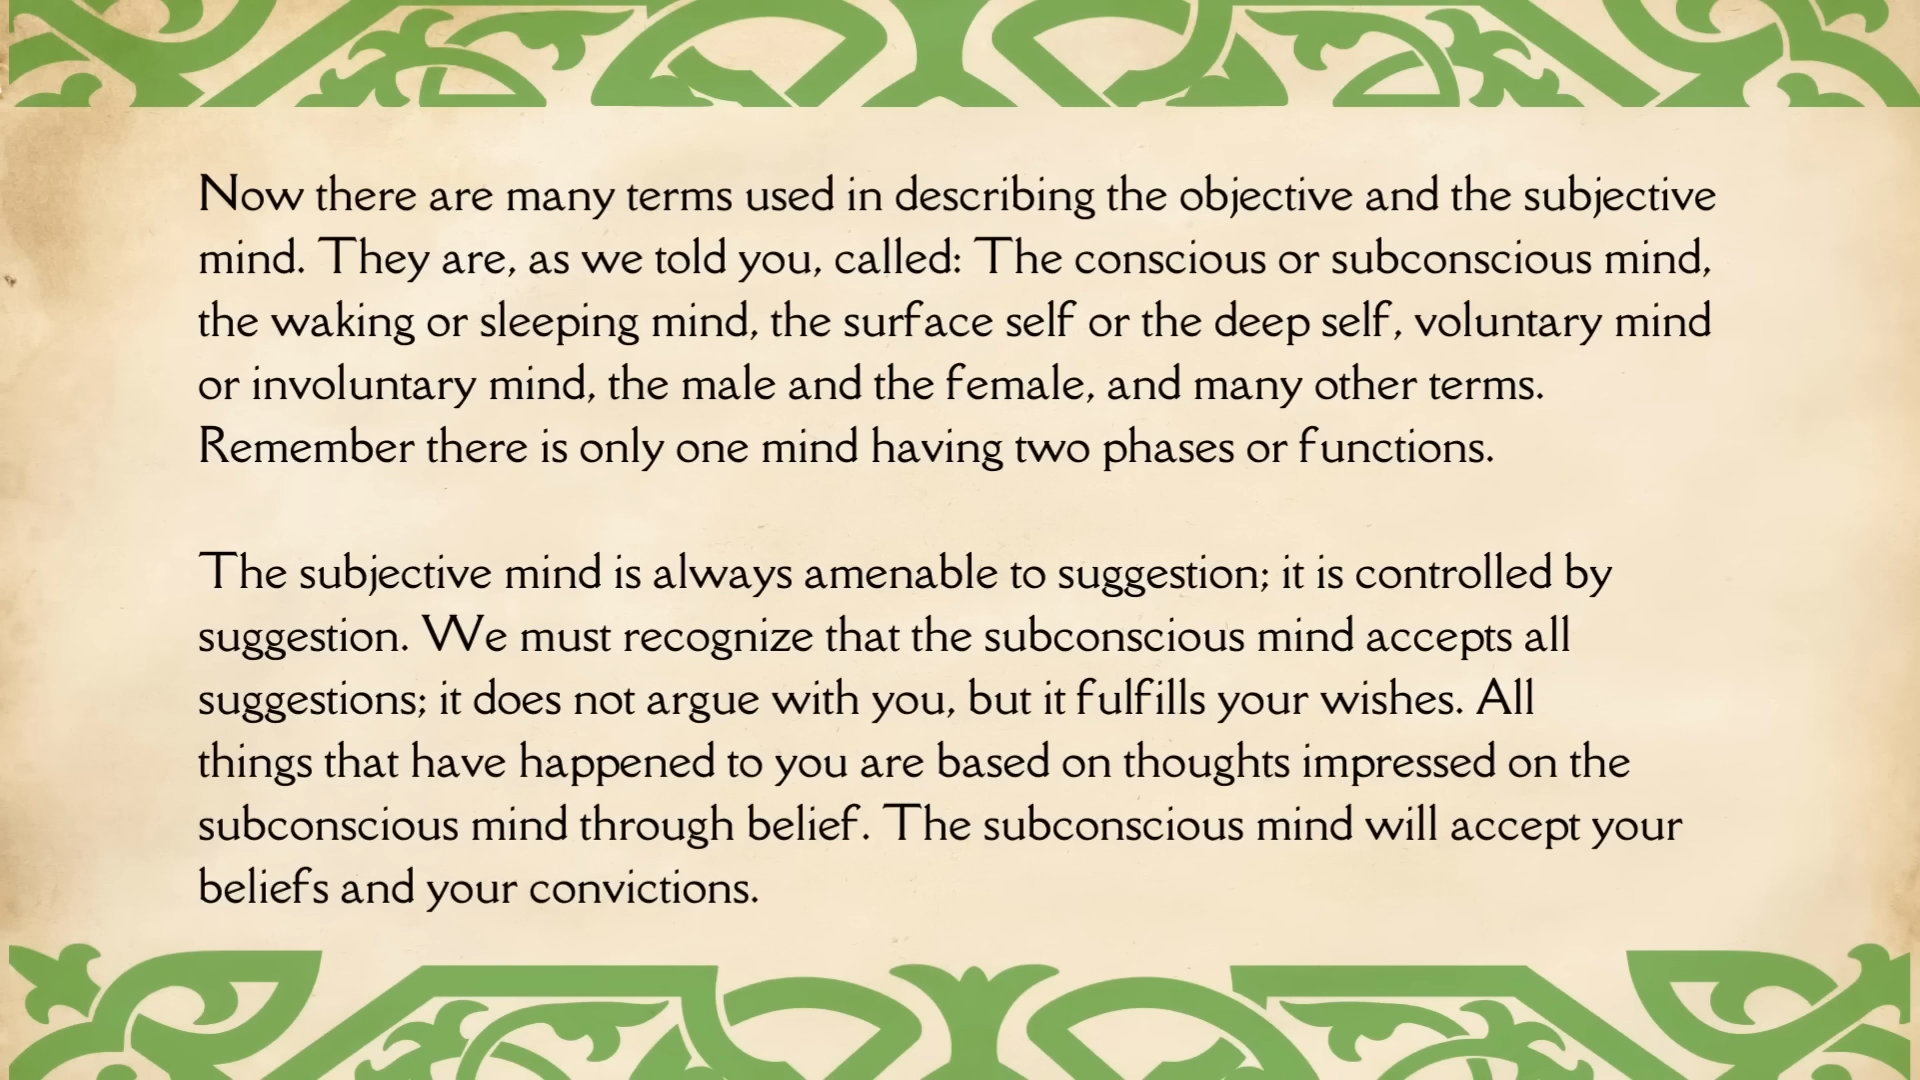 Now there are many terms used in describing the objective and the subjective
mind. They are, as we told you, called: The conscious or subconscious mind,
the waking or sleeping mind, the surface self or the deep self, voluntary mind
or involuntary mind, the male and the female, and many other terms.
Remember there is only one mind having two phases or functions.
The subjective mind is always amenable to suggestion; it is controlled by
suggestion. We must recognize that the subconscious mind accepts all
suggestions; it does not argue with you, but it fulfills your wishes. All
things that have happened to you are based on thoughts impressed on the
subconscious mind through belief. The subconscious mind will accept your
beliefs and your convictions.